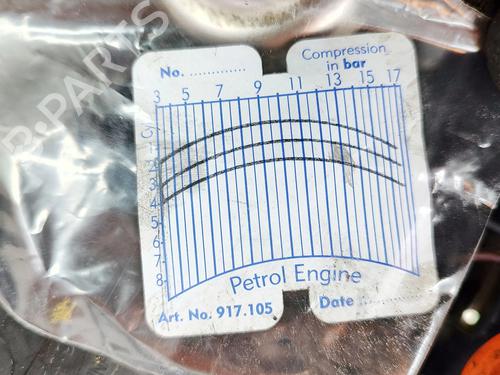 B-PARTS
No. ..............
Compression
in bar
3 5 7 9 11 13 15 17
1
2
3
4
5
6
7
8
Petrol Engine
Art. No. 917.105
Date ..............